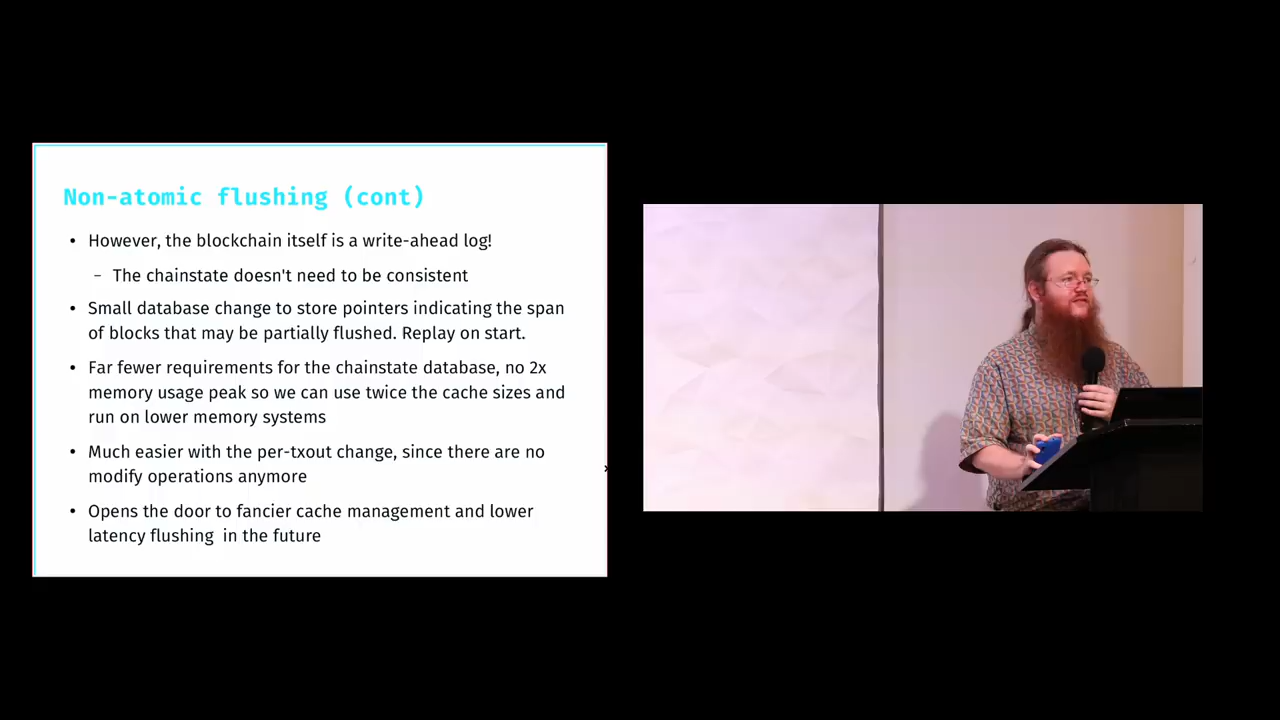 Non-atomic flushing (cont)
• However, the blockchain itself is a write-ahead log!
– The chainstate doesn't need to be consistent
• Small database change to store pointers indicating the span
of blocks that may be partially flushed. Replay on start.
• Far fewer requirements for the chainstate database, no 2x
memory usage peak so we can use twice the cache sizes and
run on lower memory systems
• Much easier with the per-txout change, since there are no
modify operations anymore
• Opens the door to fancier cache management and lower
latency flushing  in the future